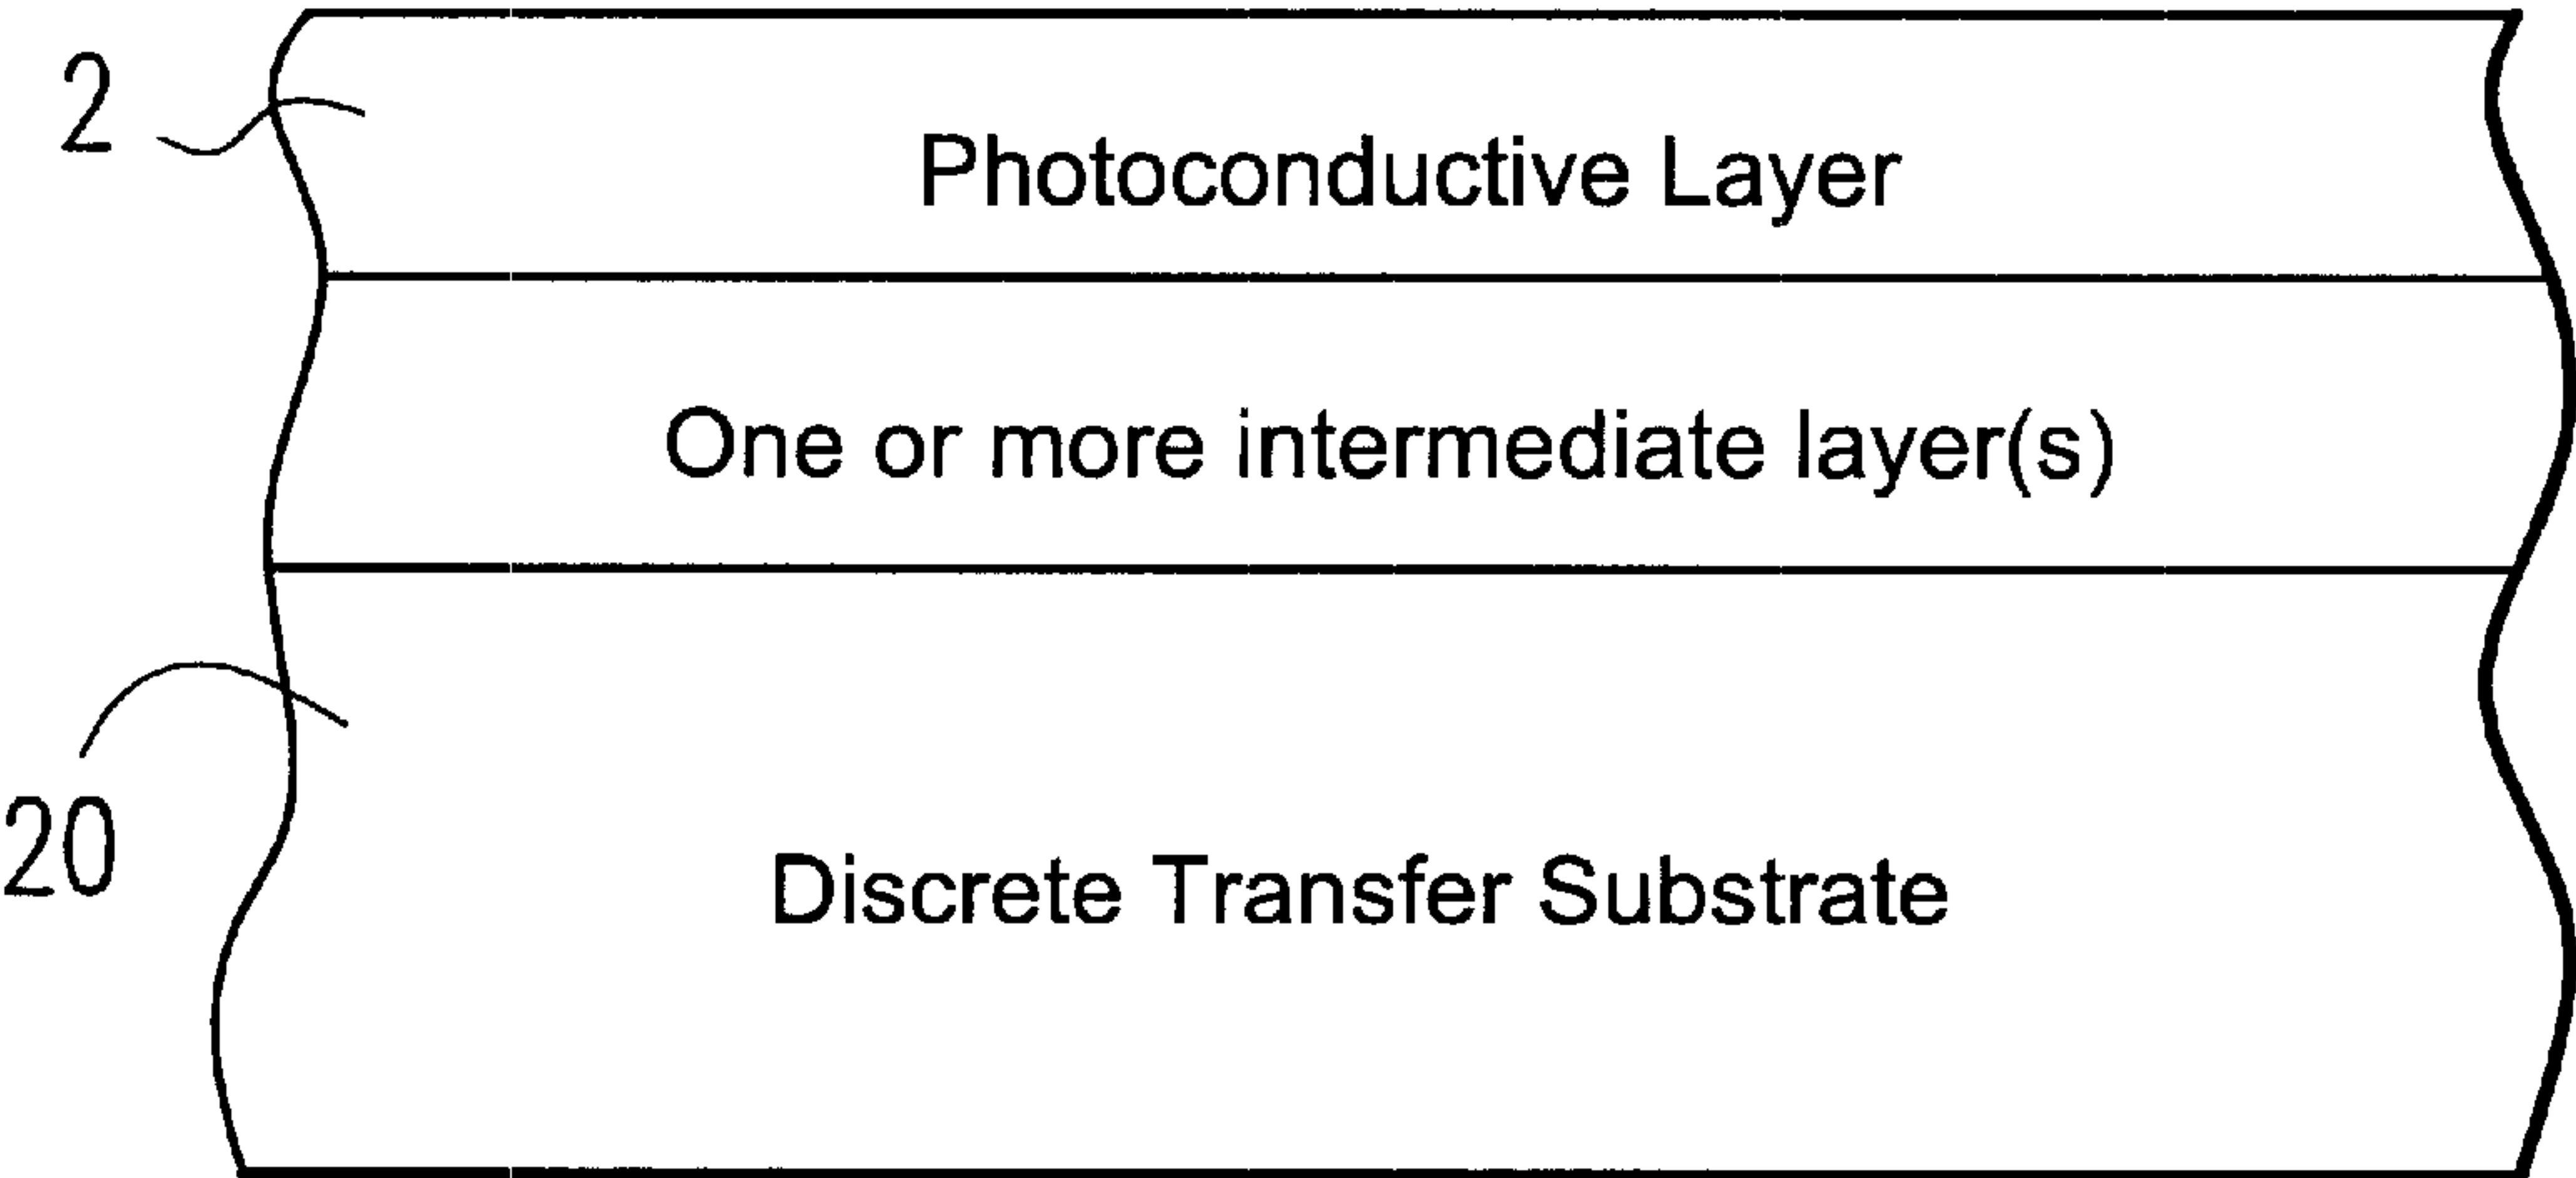 2
Photoconductive Layer
One or more intermediate layer(s)
20
Discrete Transfer Substrate